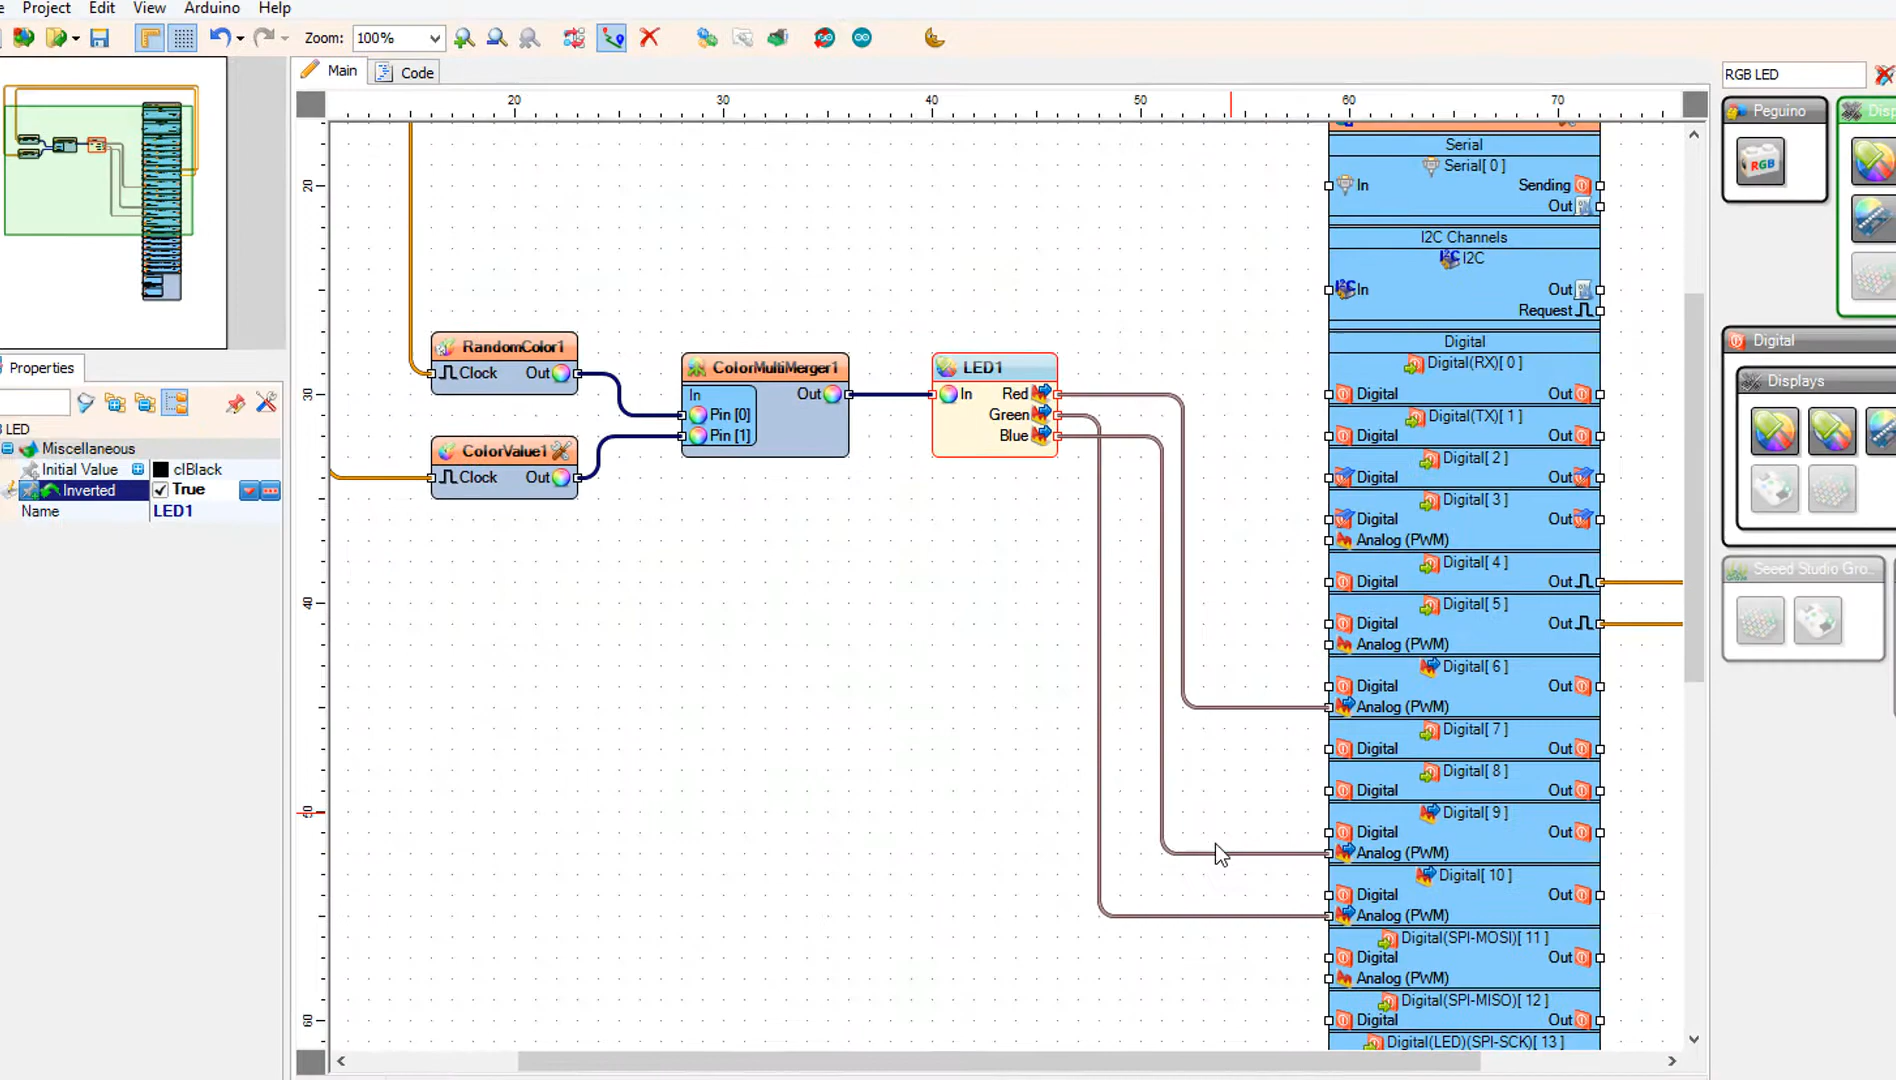 Project Edit View Arduino Help
Zoom: 100%
Main Code
20 30 40 50 60 70
20
30
40
60
Properties
LED
Miscellaneous
Initial Value clBlack
Inverted True
Name LED1
RandomColor1
Clock Out
ColorValue1
Clock Out
ColorMultiMerger1
In Out
Pin [0]
Pin [1]
LED1
In Red
Green
Blue
Serial
Serial[ 0 ]
In Sending
Out
I2C Channels
I2C
In Out
Request
Digital
Digital(RX)[ 0 ]
Digital Out
Digital(TX)[ 1 ]
Digital Out
Digital[ 2 ]
Digital Out
Digital[ 3 ]
Digital Out
Analog (PWM)
Digital[ 4 ]
Digital Out
Digital[ 5 ]
Digital Out
Analog (PWM)
Digital[ 6 ]
Digital Out
Analog (PWM)
Digital[ 7 ]
Digital Out
Digital[ 8 ]
Digital Out
Digital[ 9 ]
Digital Out
Analog (PWM)
Digital[ 10 ]
Digital Out
Analog (PWM)
Digital(SPI-MOSI)[ 11 ]
Digital Out
Analog (PWM)
Digital(SPI-MISO)[ 12 ]
Digital Out
Digital(LED)(SPI-SCK)[ 13 ]
RGB LED
Peguino
RGB
Disp
Digital
Displays
Seeed Studio Gro...